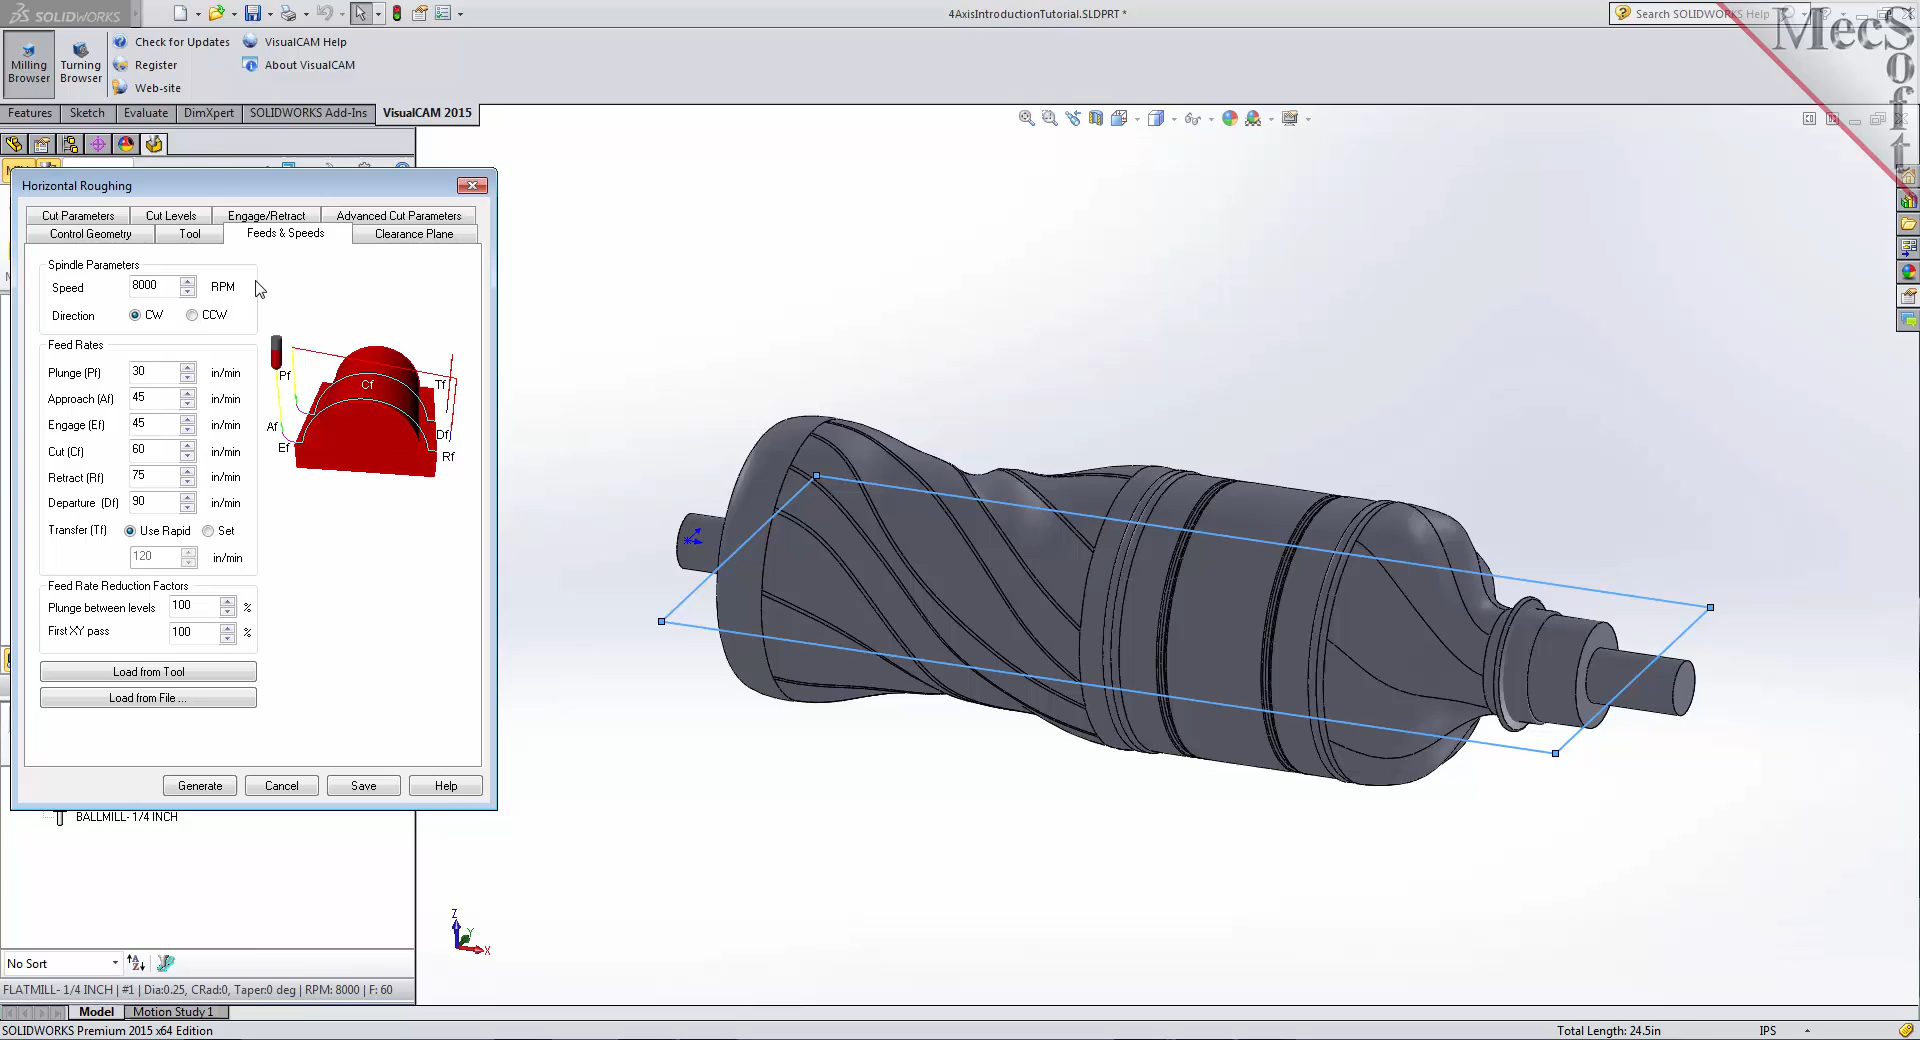 SOLIDWORKS
4AxisIntroductionTutorial.SLDPRT *
Search SOLIDWORKS Help
MecSoft
Milling Browser
Turning Browser
Check for Updates
Register
Web-site
VisualCAM Help
About VisualCAM
Features Sketch Evaluate DimXpert SOLIDWORKS Add-Ins VisualCAM 2015
Horizontal Roughing
Cut Parameters Cut Levels Engage/Retract Advanced Cut Parameters
Control Geometry Tool Feeds & Speeds Clearance Plane
Spindle Parameters
Speed 8000 RPM
Direction CW CCW
Feed Rates
Plunge (Pf) 30 in/min
Approach (Af) 45 in/min
Engage (Ef) 45 in/min
Cut (Cf) 60 in/min
Retract (Rf) 75 in/min
Departure (Df) 90 in/min
Transfer (Tf) Use Rapid Set
120 in/min
Pf Cf Tf
Af Df
Ef Rf
Feed Rate Reduction Factors
Plunge between levels 100 %
First XY pass 100 %
Load from Tool
Load from File ...
Generate Cancel Save Help
BALLMILL- 1/4 INCH
Z
Y
X
No Sort
FLATMILL- 1/4 INCH | #1 | Dia:0.25, CRad:0, Taper:0 deg | RPM: 8000 | F: 60
Model Motion Study 1
SOLIDWORKS Premium 2015 x64 Edition
Total Length: 24.5in IPS